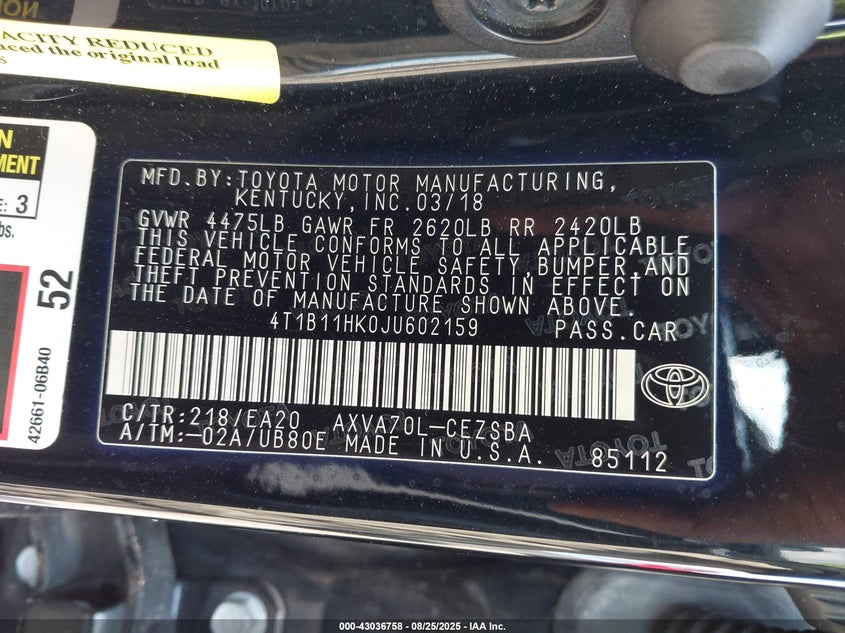 ACITY REDUCED
aced the original load
N
MENT
E: 3
bs.
52
42661-06B40
MFD.BY:TOYOTA MOTOR MANUFACTURING,
KENTUCKY,INC.03/18
GVWR 4475LB GAWR FR 2620LB RR 2420LB
THIS VEHICLE CONFORMS TO ALL APPLICABLE
FEDERAL MOTOR VEHICLE SAFETY,BUMPER,AND
THEFT PREVENTION STANDARDS IN EFFECT ON
THE DATE OF MANUFACTURE SHOWN ABOVE.
4T1B11HK0JU602159 PASS.CAR
C/TR:218/EA20 AXVA70L-CEZSBA
A/TM:-02A/UB80E MADE IN U.S.A. 85112
000-43036758 - 08/25/2025 - IAA Inc.